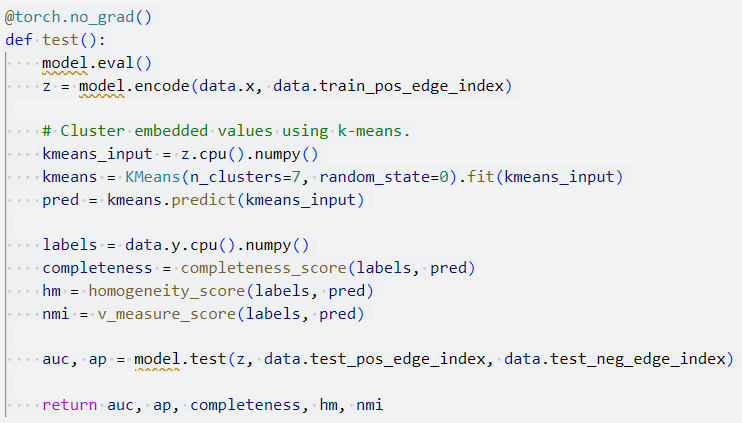 @torch.no_grad()
def test():
    model.eval()
    z = model.encode(data.x, data.train_pos_edge_index)

    # Cluster embedded values using k-means.
    kmeans_input = z.cpu().numpy()
    kmeans = KMeans(n_clusters=7, random_state=0).fit(kmeans_input)
    pred = kmeans.predict(kmeans_input)

    labels = data.y.cpu().numpy()
    completeness = completeness_score(labels, pred)
    hm = homogeneity_score(labels, pred)
    nmi = v_measure_score(labels, pred)

    auc, ap = model.test(z, data.test_pos_edge_index, data.test_neg_edge_index)

    return auc, ap, completeness, hm, nmi